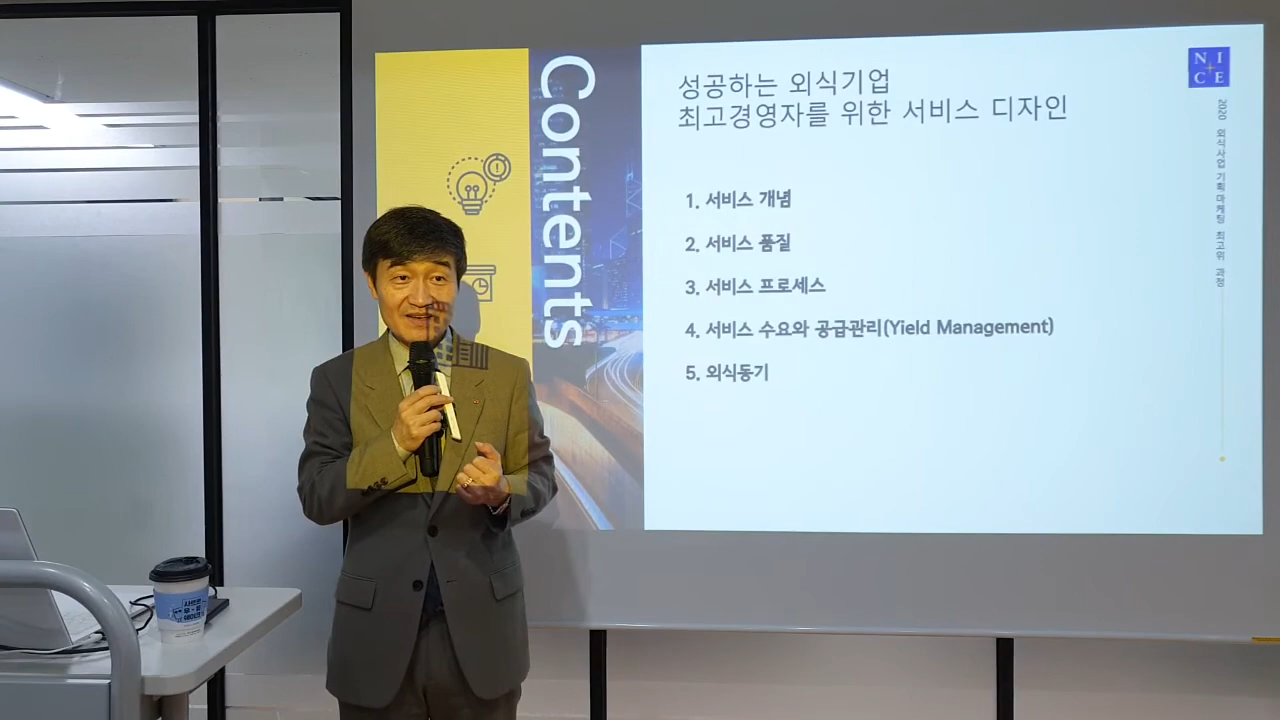 Contents
성공하는 외식기업
최고경영자를 위한 서비스 디자인
1. 서비스 개념
2. 서비스 품질
3. 서비스 프로세스
4. 서비스 수요와 공급관리(Yield Management)
5. 외식동기
N I
C E
2020 외식사업 기획마케팅 최고위 과정